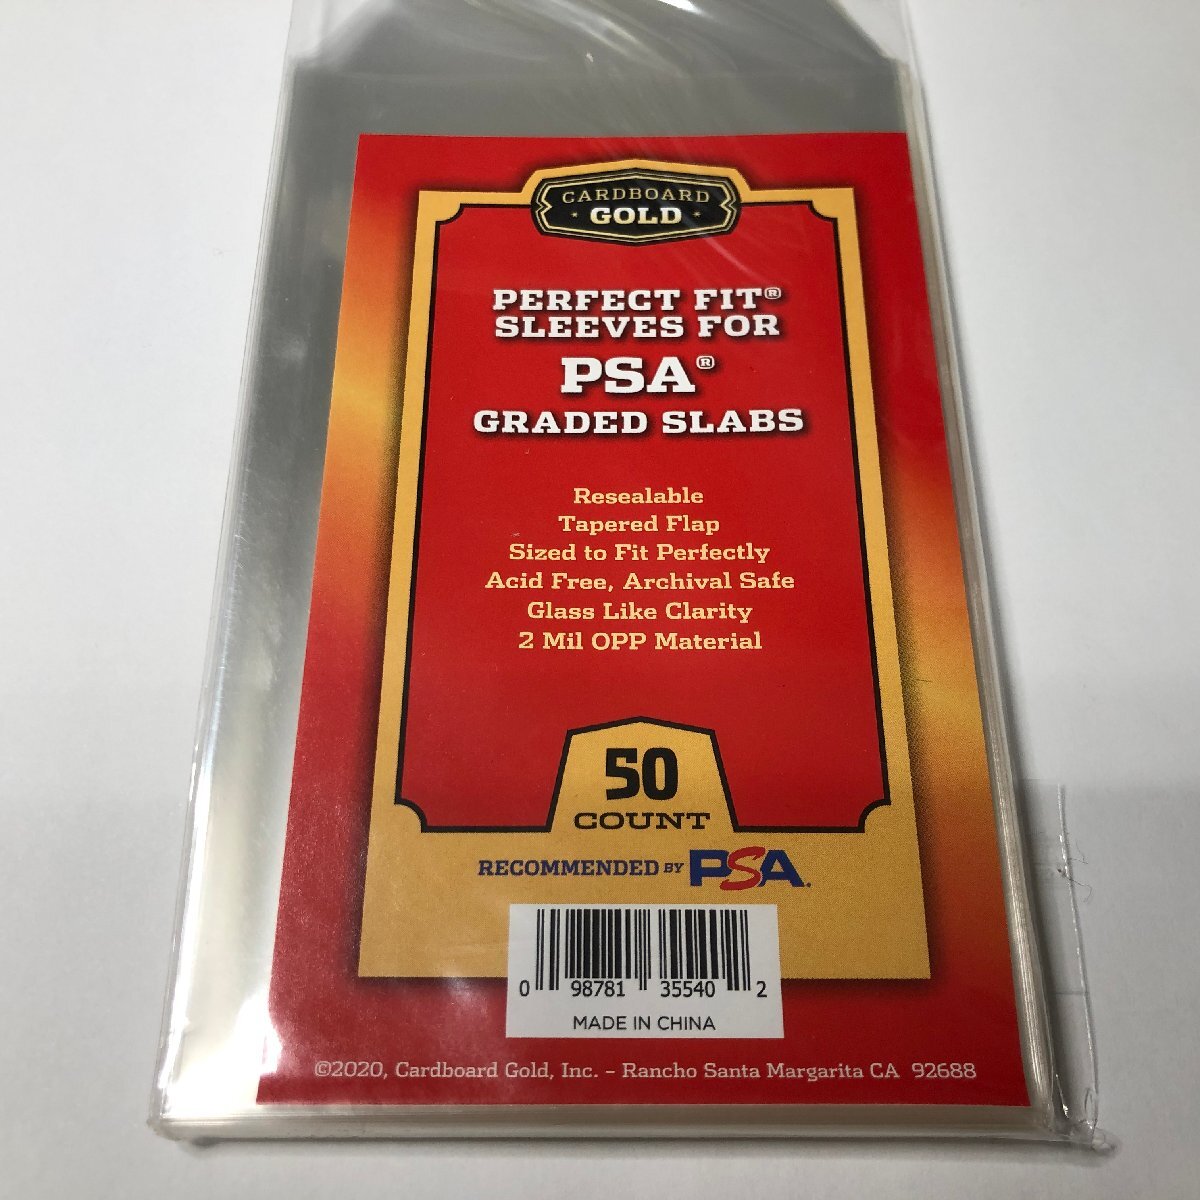 CARDBOARD
GOLD
PERFECT FIT®
SLEEVES FOR
PSA®
GRADED SLABS
Resealable
Tapered Flap
Sized to Fit Perfectly
Acid Free, Archival Safe
Glass Like Clarity
2 Mil OPP Material
50
COUNT
RECOMMENDED BY PSA.
0 98781 35540 2
MADE IN CHINA
©2020, Cardboard Gold, Inc. – Rancho Santa Margarita CA 92688